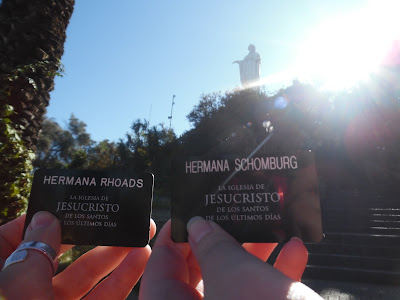 HERMANA RHOADS
LA IGLESIA DE
JESUCRISTO
DE LOS SANTOS
DE LOS ÚLTIMOS DÍAS
HERMANA SCHOMBURG
LA IGLESIA DE
JESUCRISTO
DE LOS SANTOS
DE LOS ÚLTIMOS DÍAS